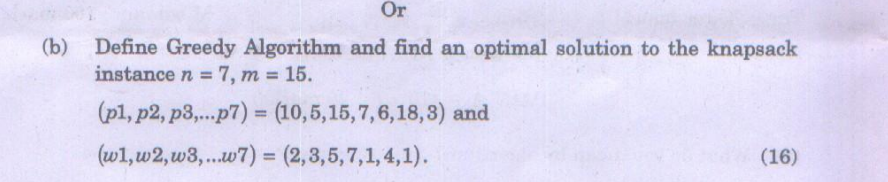 Or
(b) Define Greedy Algorithm and find an optimal solution to the knapsack
instance n = 7, m = 15.
(p1, p2, p3,...p7) = (10,5,15,7,6,18,3) and
(w1,w2,w3,...w7) = (2,3,5,7,1,4,1). (16)